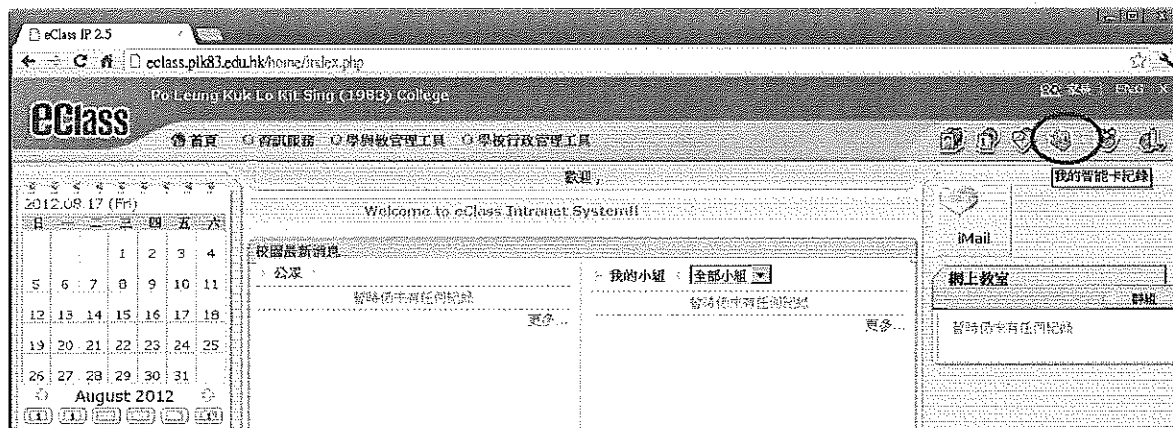 eClass IP 2.5
eclass.plk83.edu.hk/home/index.php
Po Leung Kuk Lo Kit Sing (1983) College
ENG
eClass
首頁 資訊服務 學與教管理工具 學校行政管理工具
歡迎,
我的智能卡紀錄
2012.08.17 (Fri)
Welcome to eClass Intranet System!!
iMail
日 一 二 三 四 五 六
1 2 3 4
5 6 7 8 9 10 11
12 13 14 15 16 17 18
19 20 21 22 23 24 25
26 27 28 29 30 31
August 2012
校園最新消息
公眾
暫時仍未有任何紀錄
更多...
我的小組 全部小組
暫時仍未有任何紀錄
更多...
網上教室
群組
暫時仍未有任何紀錄